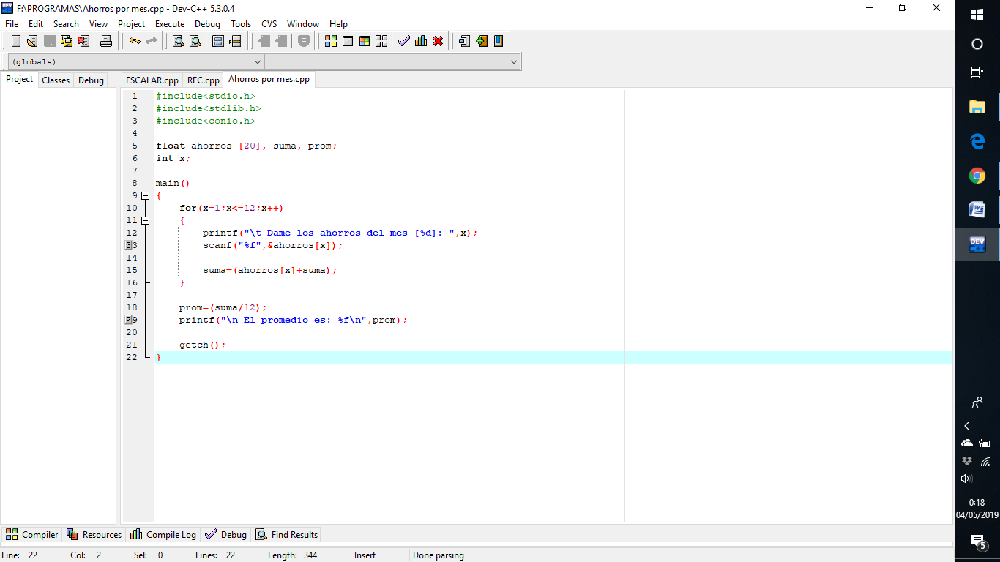 F:\PROGRAMAS\Ahorros por mes.cpp - Dev-C++ 5.3.0.4
File Edit Search View Project Execute Debug Tools CVS Window Help
(globals)
Project Classes Debug
ESCALAR.cpp RFC.cpp Ahorros por mes.cpp
1 #include<stdio.h>
2 #include<stdlib.h>
3 #include<conio.h>
4
5 float ahorros [20], suma, prom;
6 int x;
7
8 main()
9 {
10 for(x=1;x<=12;x++)
11 {
12 printf("\t Dame los ahorros del mes [%d]: ",x);
33 scanf("%f",&ahorros[x]);
14
15 suma=(ahorros[x]+suma);
16 }
17
18 prom=(suma/12);
99 printf("\n El promedio es: %f\n",prom);
20
21 getch();
22 }
Compiler Resources Compile Log Debug Find Results
Line: 22 Col: 2 Sel: 0 Lines: 22 Length: 344 Insert Done parsing
DEV
0:18
04/05/2019
5